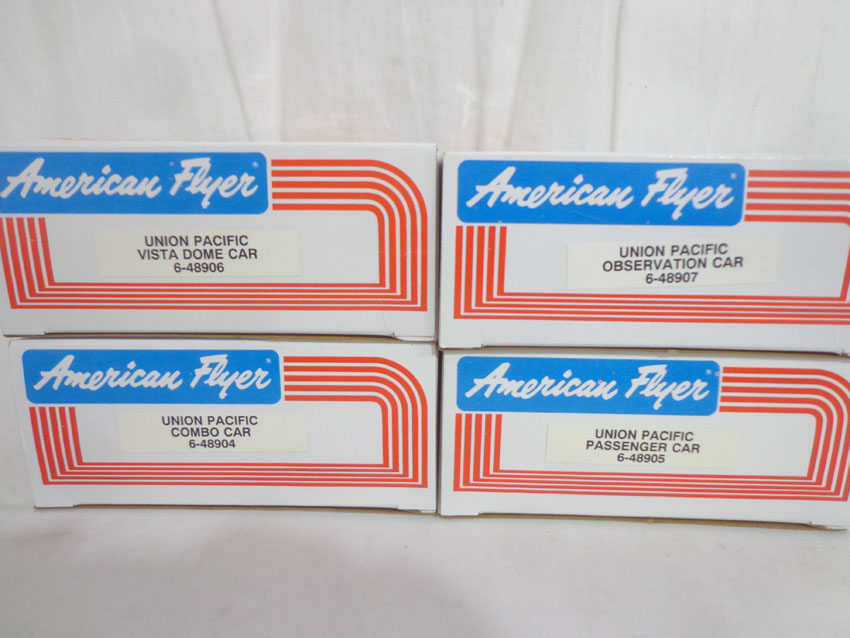 American Flyer®
UNION PACIFIC
VISTA DOME CAR
6-48906
American Flyer®
UNION PACIFIC
OBSERVATION CAR
6-48907
American Flyer®
UNION PACIFIC
COMBO CAR
6-48904
American Flyer®
UNION PACIFIC
PASSENGER CAR
6-48905